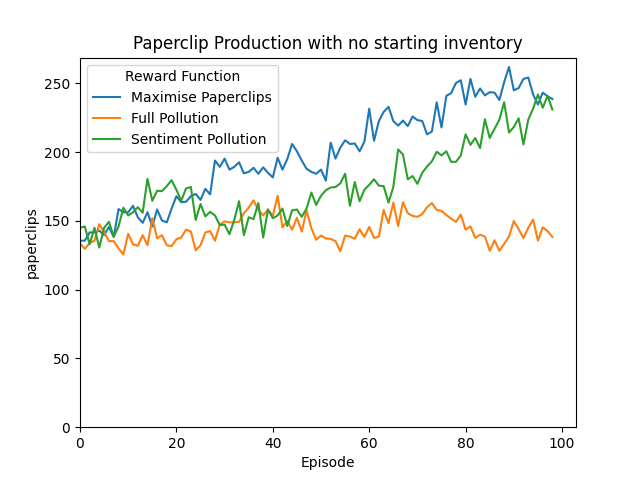 Paperclip Production with no starting inventory
Reward Function
Maximise Paperclips
Full Pollution
Sentiment Pollution
250
200
150
100
50
0
paperclips
0 20 40 60 80 100
Episode